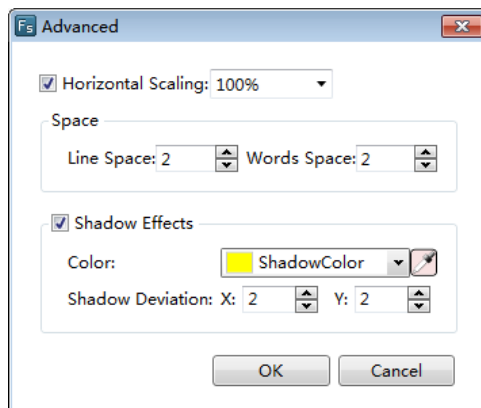 Fs Advanced
Horizontal Scaling: 100%
Space
Line Space: 2 Words Space: 2
Shadow Effects
Color: ShadowColor
Shadow Deviation: X: 2 Y: 2
OK Cancel